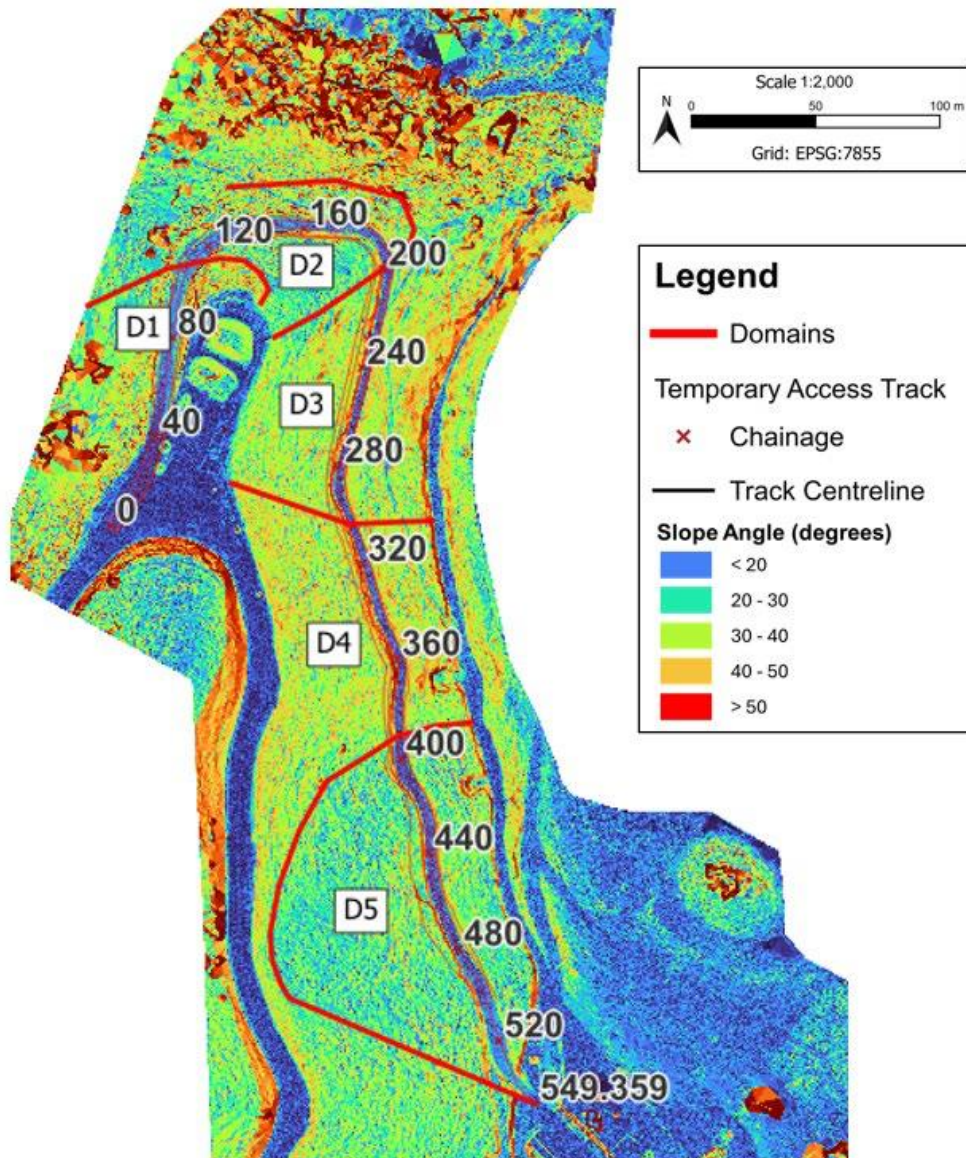 Scale 1:2,000
N
0 50 100 m
Grid: EPSG:7855
Legend
Domains
Temporary Access Track
Chainage
Track Centreline
Slope Angle (degrees)
< 20
20 - 30
30 - 40
40 - 50
> 50
160
120
200
D2
D1
80
240
D3
40
280
0
320
D4
360
400
440
D5
480
520
549.359